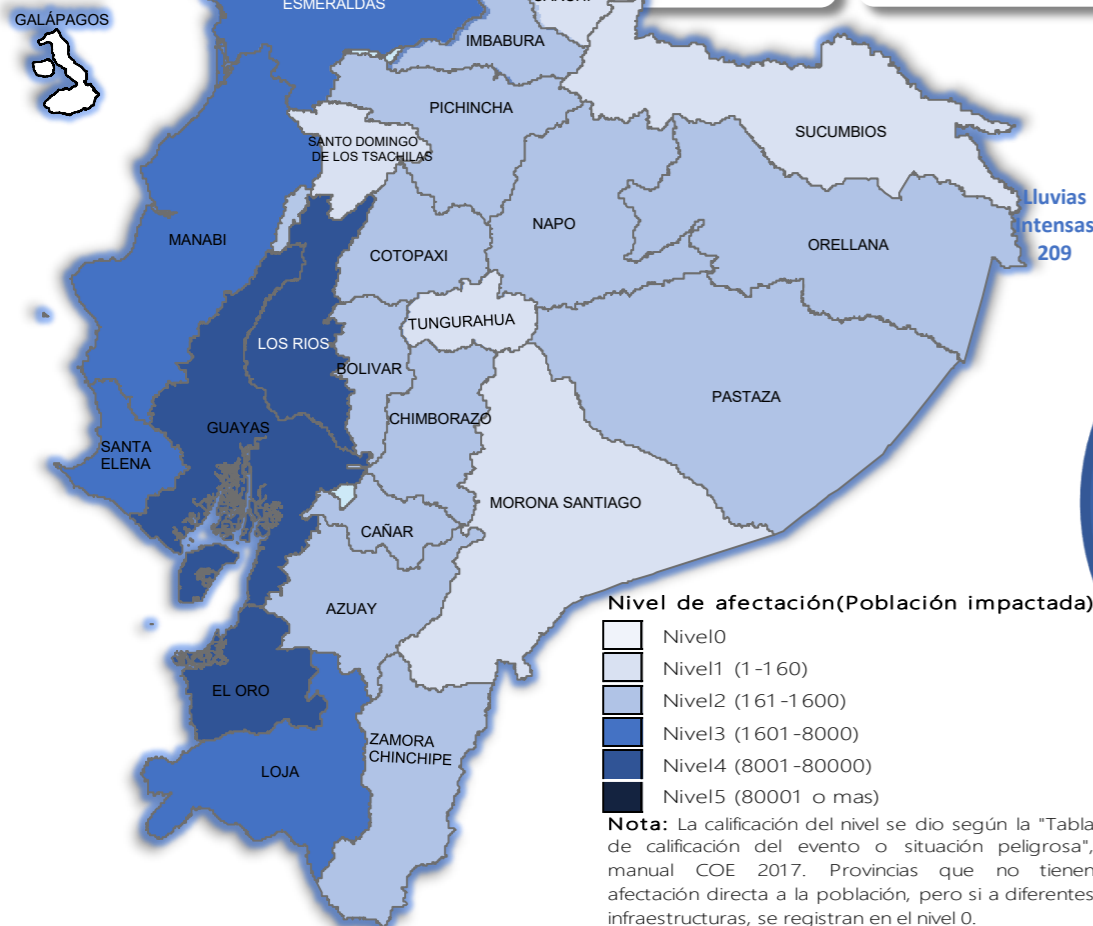 ESMERALDAS
GALÁPAGOS
IMBABURA
PICHINCHA
SUCUMBIOS
SANTO DOMINGO
DE LOS TSACHILAS
Lluvias
Intensas
209
NAPO
MANABI
ORELLANA
COTOPAXI
TUNGURAHUA
LOS RIOS
BOLIVAR
PASTAZA
CHIMBORAZO
GUAYAS
SANTA
ELENA
MORONA SANTIAGO
CAÑAR
AZUAY
EL ORO
ZAMORA
CHINCHIPE
LOJA
Nivel de afectación(Población impactada)
Nivel0
Nivel1 (1-160)
Nivel2 (161-1600)
Nivel3 (1601-8000)
Nivel4 (8001-80000)
Nivel5 (80001 o mas)
Nota: La calificación del nivel se dio según la "Tabla
de calificación del evento o situación peligrosa",
manual COE 2017. Provincias que no tienen
afectación directa a la población, pero si a diferentes
infraestructuras, se registran en el nivel 0.